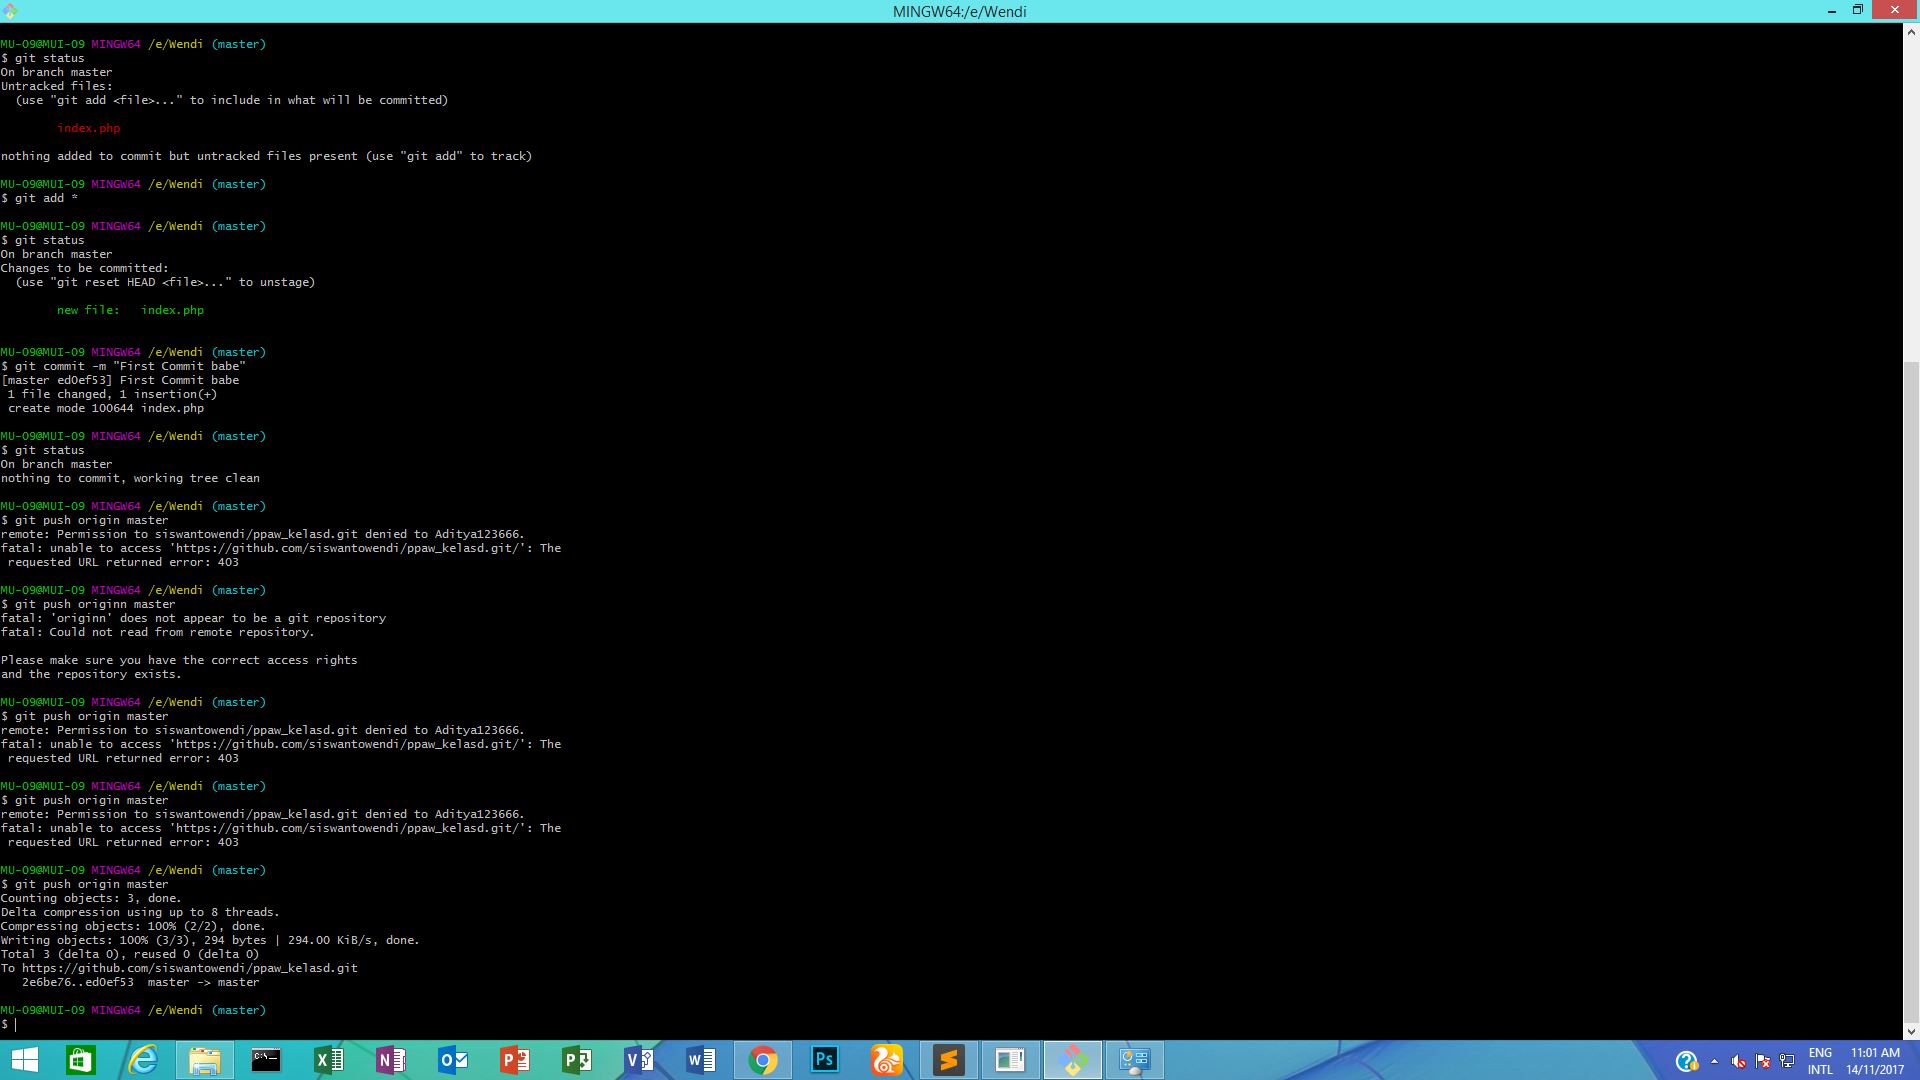 MINGW64:/e/Wendi
MU-09@MUI-09 MINGW64 /e/Wendi (master)
$ git status
On branch master
Untracked files:
  (use "git add <file>..." to include in what will be committed)
        index.php
nothing added to commit but untracked files present (use "git add" to track)
MU-09@MUI-09 MINGW64 /e/Wendi (master)
$ git add *
MU-09@MUI-09 MINGW64 /e/Wendi (master)
$ git status
On branch master
Changes to be committed:
  (use "git reset HEAD <file>..." to unstage)
        new file:   index.php
MU-09@MUI-09 MINGW64 /e/Wendi (master)
$ git commit -m "First Commit babe"
[master ed0ef53] First Commit babe
 1 file changed, 1 insertion(+)
 create mode 100644 index.php
MU-09@MUI-09 MINGW64 /e/Wendi (master)
$ git status
On branch master
nothing to commit, working tree clean
MU-09@MUI-09 MINGW64 /e/Wendi (master)
$ git push origin master
remote: Permission to siswantowendi/ppaw_kelasd.git denied to Aditya123666.
fatal: unable to access 'https://github.com/siswantowendi/ppaw_kelasd.git/': The
 requested URL returned error: 403
MU-09@MUI-09 MINGW64 /e/Wendi (master)
$ git push originn master
fatal: 'originn' does not appear to be a git repository
fatal: Could not read from remote repository.
Please make sure you have the correct access rights
and the repository exists.
MU-09@MUI-09 MINGW64 /e/Wendi (master)
$ git push origin master
remote: Permission to siswantowendi/ppaw_kelasd.git denied to Aditya123666.
fatal: unable to access 'https://github.com/siswantowendi/ppaw_kelasd.git/': The
 requested URL returned error: 403
MU-09@MUI-09 MINGW64 /e/Wendi (master)
$ git push origin master
remote: Permission to siswantowendi/ppaw_kelasd.git denied to Aditya123666.
fatal: unable to access 'https://github.com/siswantowendi/ppaw_kelasd.git/': The
 requested URL returned error: 403
MU-09@MUI-09 MINGW64 /e/Wendi (master)
$ git push origin master
Counting objects: 3, done.
Delta compression using up to 8 threads.
Compressing objects: 100% (2/2), done.
Writing objects: 100% (3/3), 294 bytes | 294.00 KiB/s, done.
Total 3 (delta 0), reused 0 (delta 0)
To https://github.com/siswantowendi/ppaw_kelasd.git
   2e6be76..ed0ef53  master -> master
MU-09@MUI-09 MINGW64 /e/Wendi (master)
$
Ps
ENG 11:01 AM
INTL 14/11/2017